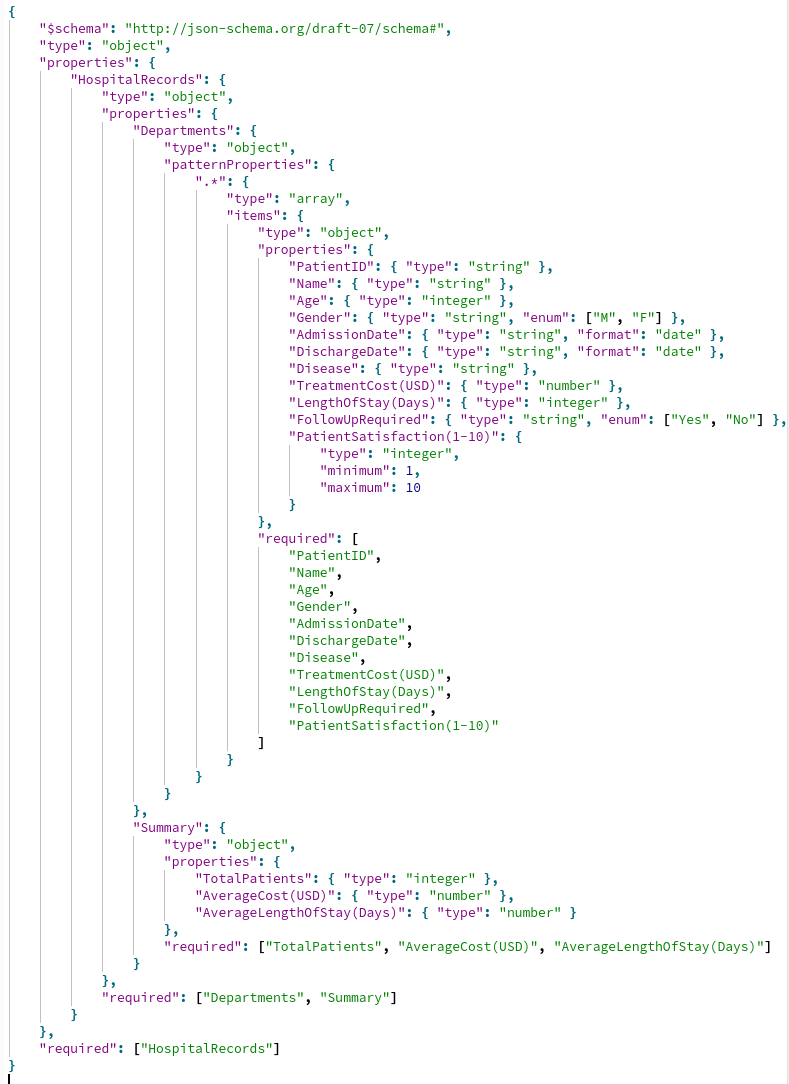 {
    "$schema": "http://json-schema.org/draft-07/schema#",
    "type": "object",
    "properties": {
        "HospitalRecords": {
            "type": "object",
            "properties": {
                "Departments": {
                    "type": "object",
                    "patternProperties": {
                        ".*": {
                            "type": "array",
                            "items": {
                                "type": "object",
                                "properties": {
                                    "PatientID": { "type": "string" },
                                    "Name": { "type": "string" },
                                    "Age": { "type": "integer" },
                                    "Gender": { "type": "string", "enum": ["M", "F"] },
                                    "AdmissionDate": { "type": "string", "format": "date" },
                                    "DischargeDate": { "type": "string", "format": "date" },
                                    "Disease": { "type": "string" },
                                    "TreatmentCost(USD)": { "type": "number" },
                                    "LengthOfStay(Days)": { "type": "integer" },
                                    "FollowUpRequired": { "type": "string", "enum": ["Yes", "No"] },
                                    "PatientSatisfaction(1-10)": {
                                        "type": "integer",
                                        "minimum": 1,
                                        "maximum": 10
                                    }
                                },
                                "required": [
                                    "PatientID",
                                    "Name",
                                    "Age",
                                    "Gender",
                                    "AdmissionDate",
                                    "DischargeDate",
                                    "Disease",
                                    "TreatmentCost(USD)",
                                    "LengthOfStay(Days)",
                                    "FollowUpRequired",
                                    "PatientSatisfaction(1-10)"
                                ]
                            }
                        }
                    }
                },
                "Summary": {
                    "type": "object",
                    "properties": {
                        "TotalPatients": { "type": "integer" },
                        "AverageCost(USD)": { "type": "number" },
                        "AverageLengthOfStay(Days)": { "type": "number" }
                    },
                    "required": ["TotalPatients", "AverageCost(USD)", "AverageLengthOfStay(Days)"]
                }
            },
            "required": ["Departments", "Summary"]
        }
    },
    "required": ["HospitalRecords"]
}